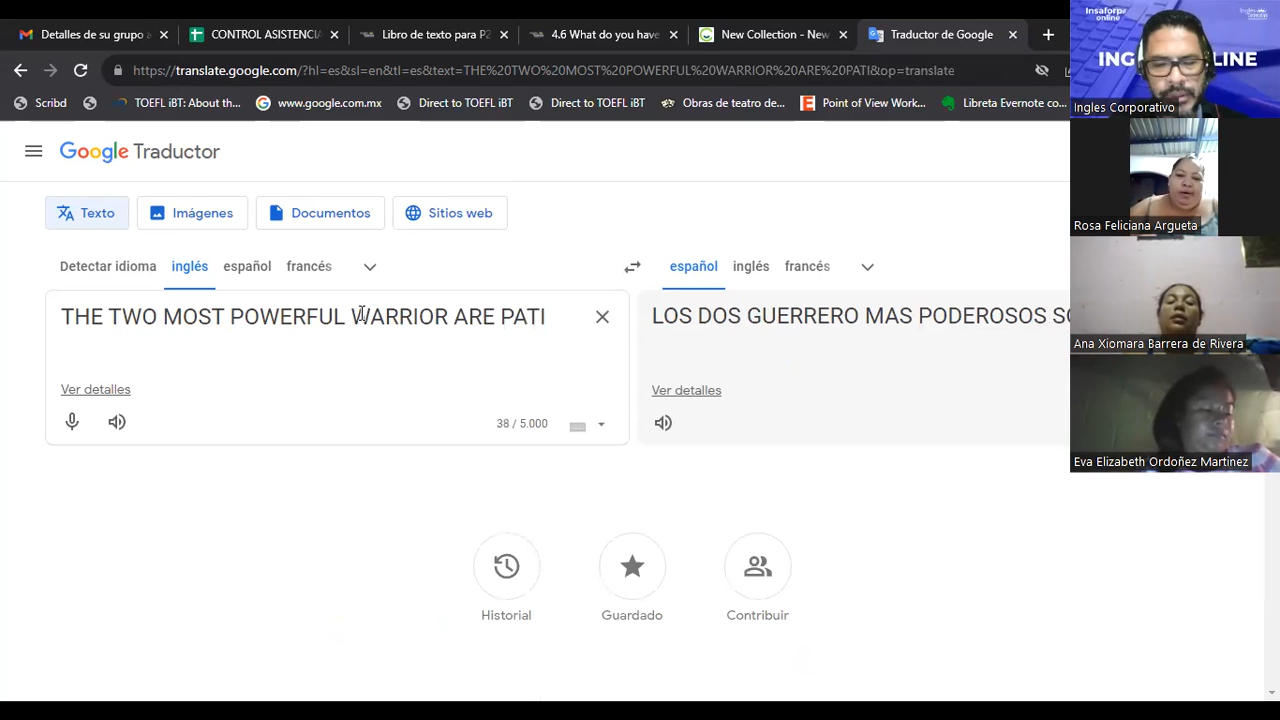 Detalles de su grupo a
CONTROL ASISTENCIA
Libro de texto para P2
4.6 What do you have
New Collection - New
Traductor de Google
https://translate.google.com/?hl=es&sl=en&tl=es&text=THE%20TWO%20MOST%20POWERFUL%20WARRIOR%20ARE%20PATI&op=translate
Scribd
TOEFL iBT: About th...
www.google.com.m...
Direct to TOEFL iBT
Direct to TOEFL iBT
Obras de teatro de...
Point of View Work...
Libreta Evernote co...
Google Traductor
Texto
Imágenes
Documentos
Sitios web
Detectar idioma
inglés
español
francés
español
inglés
francés
THE TWO MOST POWERFUL WARRIOR ARE PATI
LOS DOS GUERRERO MAS PODEROSOS
Ver detalles
Ver detalles
38 / 5.000
Historial
Guardado
Contribuir
Insaforp
online
ING
ONLINE
Ingles Corporativo
Rosa Feliciana Argueta
Ana Xiomara Barrera de Rivera
Eva Elizabeth Ordoñez Martinez